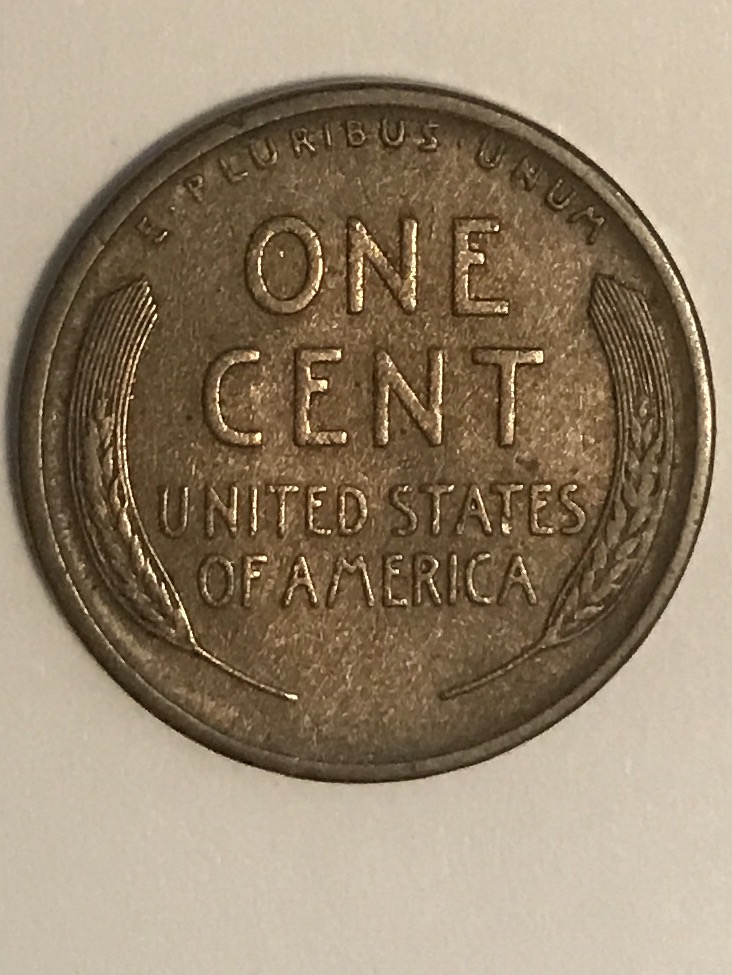 E · PLURIBUS · UNUM
ONE
CENT
UNITED STATES
OF AMERICA